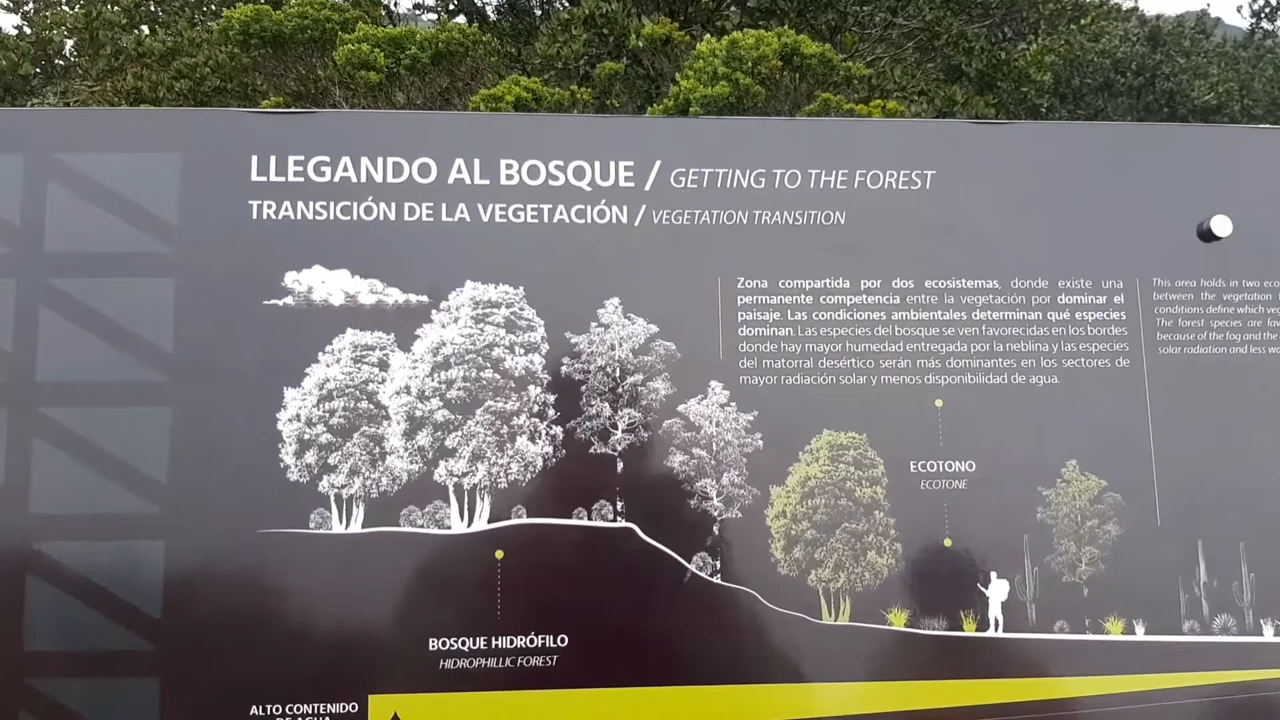 LLEGANDO AL BOSQUE / GETTING TO THE FOREST
TRANSICIÓN DE LA VEGETACIÓN / VEGETATION TRANSITION
Zona compartida por dos ecosistemas, donde existe una
permanente competencia entre la vegetación por dominar el
paisaje. Las condiciones ambientales determinan qué especies
dominan. Las especies del bosque se ven favorecidas en los bordes
donde hay mayor humedad entregada por la neblina y las especies
del matorral desértico serán más dominantes en los sectores de
mayor radiación solar y menos disponibilidad de agua.
This area holds in two
between the vegetation
conditions define which
The forest species are
because of the fog and the
solar radiation and less
ECOTONO
ECOTONE
BOSQUE HIDRÓFILO
HIDROPHILLIC FOREST
ALTO CONTENIDO
DE AGUA